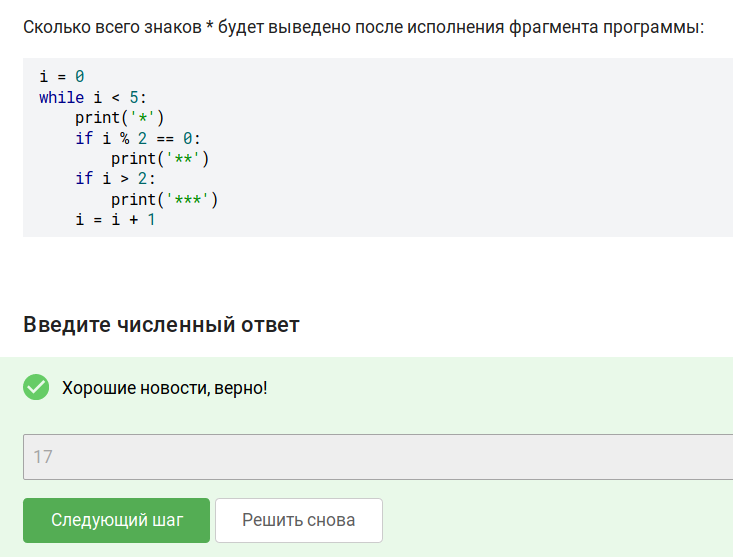 Сколько всего знаков * будет выведено после исполнения фрагмента программы:
i = 0
while i < 5:
    print('*')
    if i % 2 == 0:
        print('**')
    if i > 2:
        print('***')
    i = i + 1
Введите численный ответ
Хорошие новости, верно!
17
Следующий шаг Решить снова